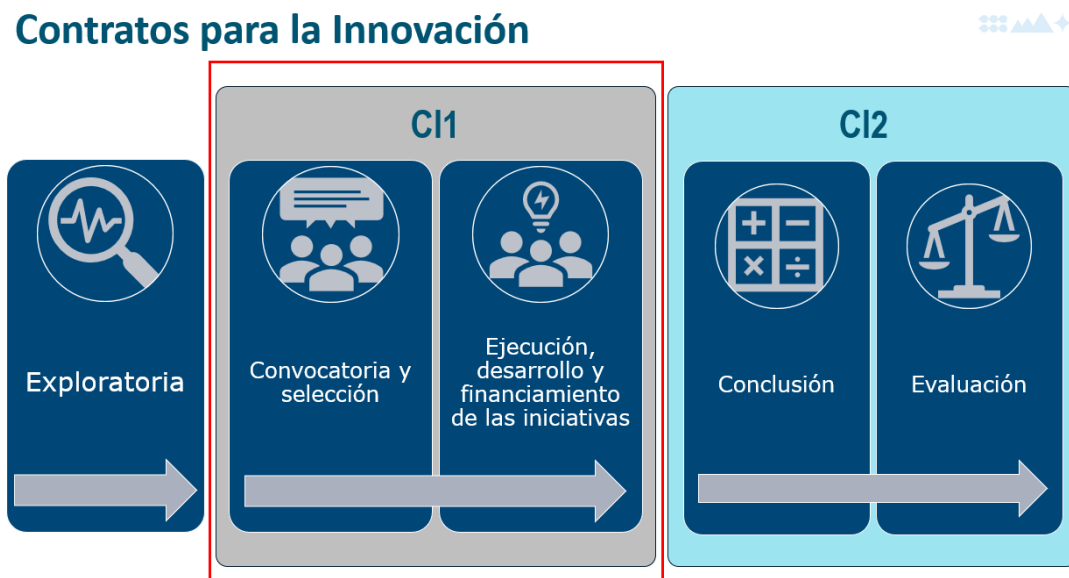 Contratos para la Innovación
CI1
CI2
Exploratoria
Convocatoria y
selección
Ejecución,
desarrollo y
financiamiento
de las iniciativas
Conclusión
Evaluación